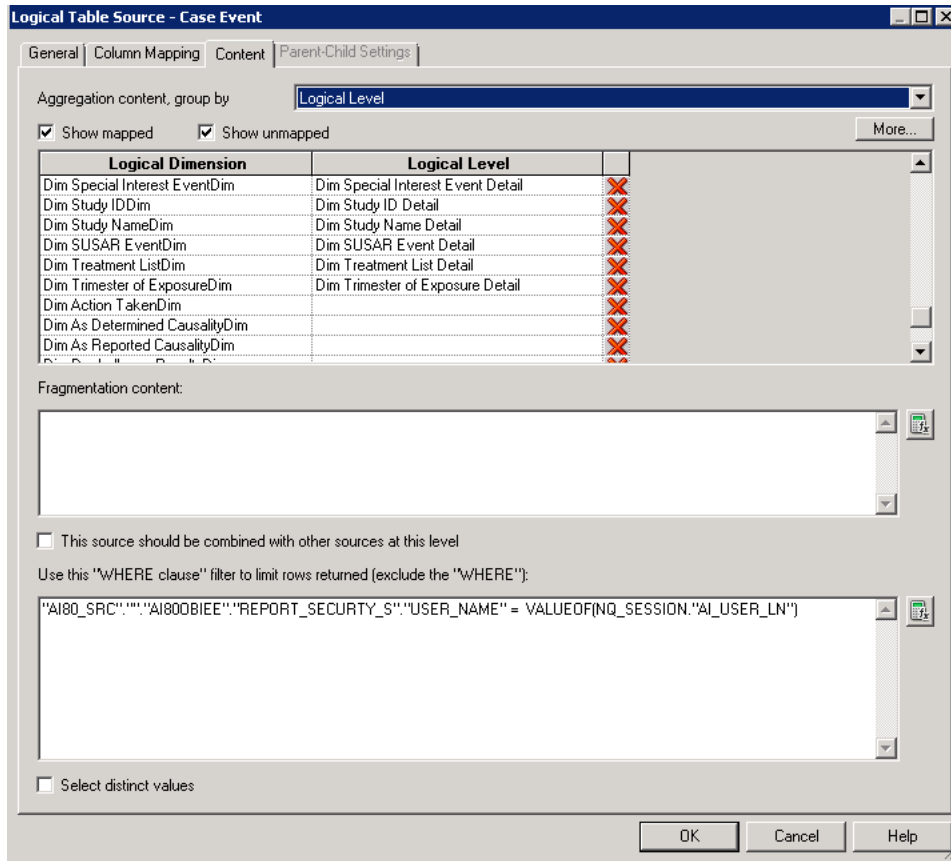 Logical Table Source - Case Event
General Column Mapping Content Parent-Child Settings
Aggregation content, group by Logical Level
Show mapped Show unmapped More...
Logical Dimension Logical Level
Dim Special Interest EventDim Dim Special Interest Event Detail
Dim Study IDDim Dim Study ID Detail
Dim Study NameDim Dim Study Name Detail
Dim SUSAR EventDim Dim SUSAR Event Detail
Dim Treatment ListDim Dim Treatment List Detail
Dim Trimester of ExposureDim Dim Trimester of Exposure Detail
Dim Action TakenDim
Dim As Determined CausalityDim
Dim As Reported CausalityDim
Fragmentation content:
This source should be combined with other sources at this level
Use this "WHERE clause" filter to limit rows returned (exclude the "WHERE"):
"AI80_SRC"."".​"AI80OBIEE"."REPORT_SECURTY_S"."USER_NAME" = VALUEOF(NQ_SESSION."AI_USER_LN")
Select distinct values
OK Cancel Help